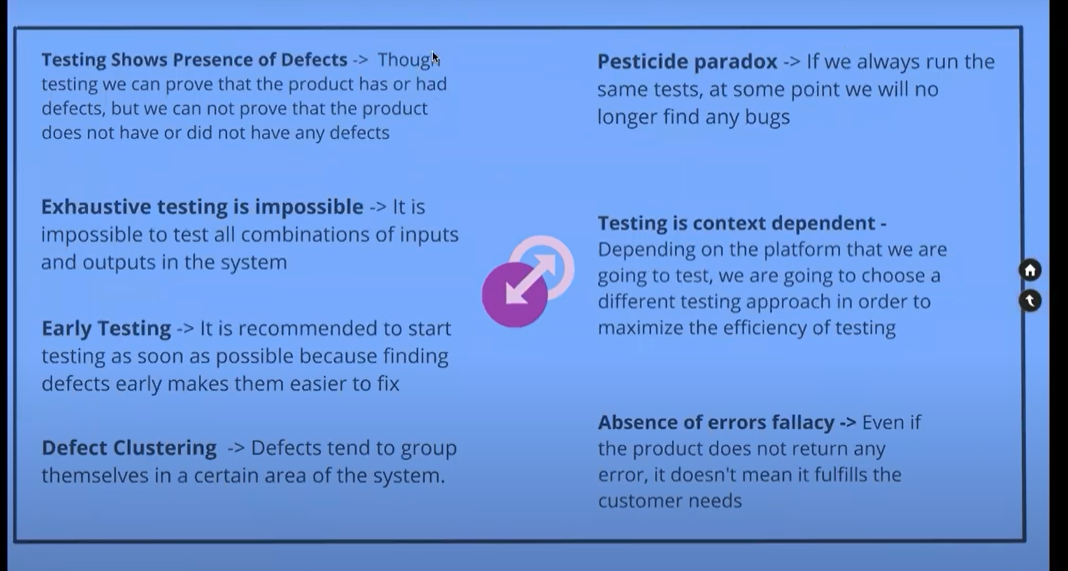 Testing Shows Presence of Defects -> Though
testing we can prove that the product has or had
defects, but we can not prove that the product
does not have or did not have any defects
Exhaustive testing is impossible -> It is
impossible to test all combinations of inputs
and outputs in the system
Early Testing -> It is recommended to start
testing as soon as possible because finding
defects early makes them easier to fix
Defect Clustering -> Defects tend to group
themselves in a certain area of the system.
Pesticide paradox -> If we always run the
same tests, at some point we will no
longer find any bugs
Testing is context dependent -
Depending on the platform that we are
going to test, we are going to choose a
different testing approach in order to
maximize the efficiency of testing
Absence of errors fallacy -> Even if
the product does not return any
error, it doesn't mean it fulfills the
customer needs